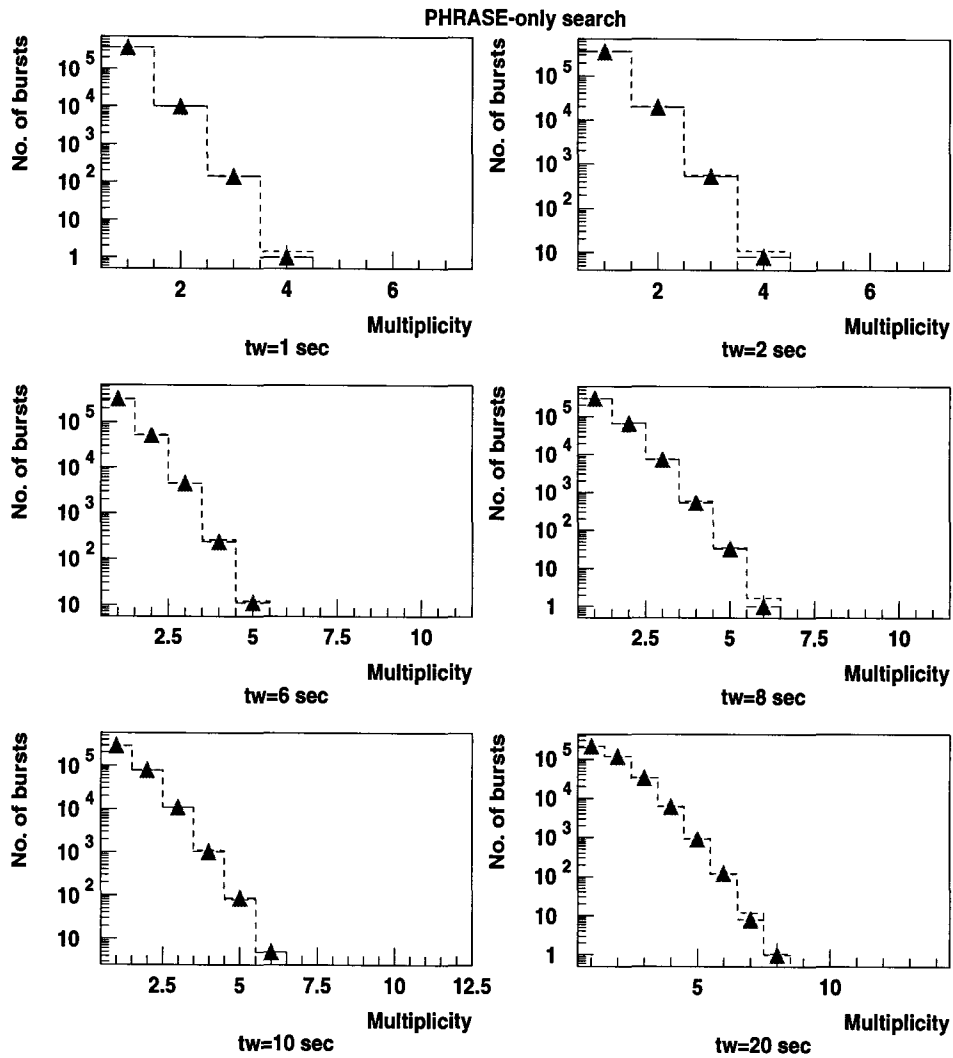 PHRASE-only search
No. of bursts
10 5
10 4
10 3
10 2
10
1
2 4 6
Multiplicity
tw=1 sec
No. of bursts
10 5
10 4
10 3
10 2
10
2 4 6
Multiplicity
tw=2 sec
No. of bursts
10 5
10 4
10 3
10 2
10
2.5 5 7.5 10
Multiplicity
tw=6 sec
No. of bursts
10 5
10 4
10 3
10 2
10
1
2.5 5 7.5 10
Multiplicity
tw=8 sec
No. of bursts
10 5
10 4
10 3
10 2
10
2.5 5 7.5 10 12.5
Multiplicity
tw=10 sec
No. of bursts
10 5
10 4
10 3
10 2
10
1
5 10
Multiplicity
tw=20 sec